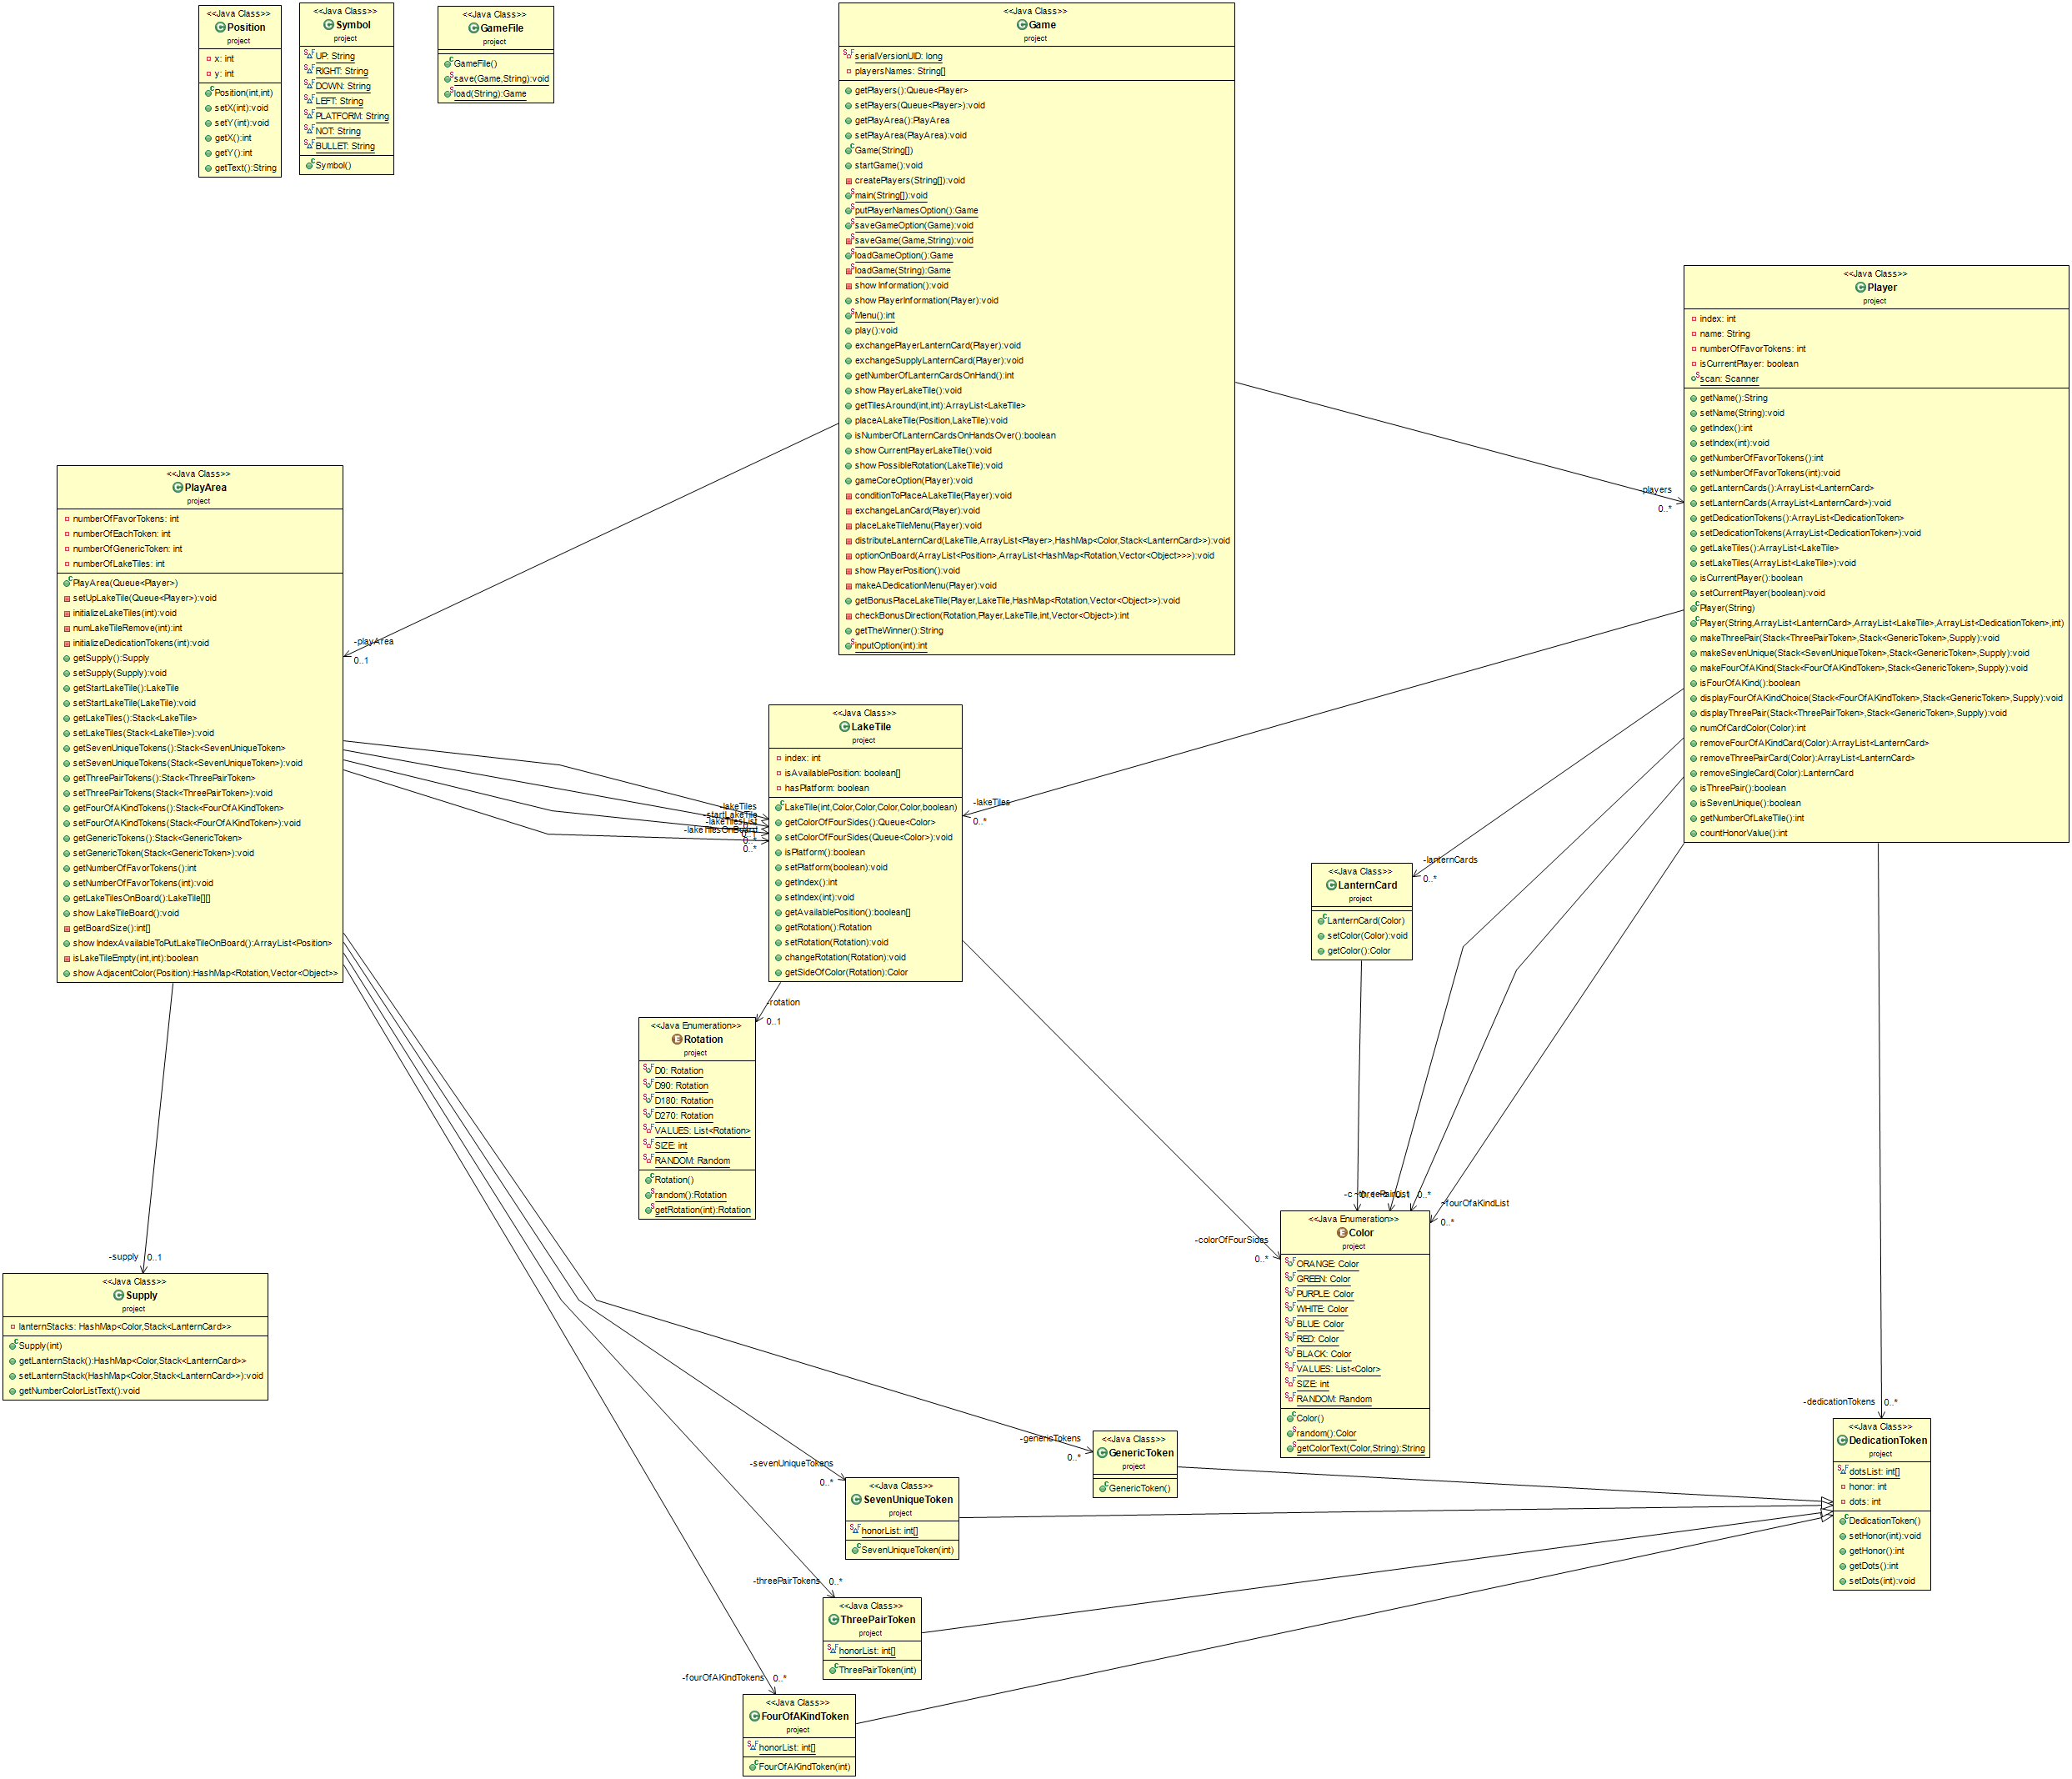 <<Java Class>>
Position
project
x: int
y: int
Position(int,int)
setX(int):void
setY(int):void
getX():int
getY():int
getText():String
<<Java Class>>
Symbol
project
UP: String
RIGHT: String
DOWN: String
LEFT: String
PLATFORM: String
NOT: String
BULLET: String
Symbol()
<<Java Class>>
GameFile
project
GameFile()
save(Game,String):void
load(String):Game
<<Java Class>>
Game
project
serialVersionUID: long
playersNames: String[]
getPlayers():Queue<Player>
setPlayers(Queue<Player>):void
getPlayArea():PlayArea
setPlayArea(PlayArea):void
Game(String[])
startGame():void
createPlayers(String[]):void
main(String[]):void
putPlayerNamesOption():Game
saveGameOption(Game):void
saveGame(Game,String):void
loadGameOption():Game
loadGame(String):Game
showInformation():void
showPlayerInformation(Player):void
Menu():int
play():void
exchangePlayerLanternCard(Player):void
exchangeSupplyLanternCard(Player):void
getNumberOfLanternCardsOnHand():int
showPlayerLakeTile():void
getTilesAround(int,int):ArrayList<LakeTile>
placeALakeTile(Position,LakeTile):void
isNumberOfLanternCardsOnHandsOver():boolean
showCurrentPlayerLakeTile():void
showPossibleRotation(LakeTile):void
gameCoreOption(Player):void
conditionToPlaceALakeTile(Player):void
exchangeLanCard(Player):void
placeLakeTileMenu(Player):void
distributeLanternCard(LakeTile,ArrayList<Player>,HashMap<Color,Stack<LanternCard>>):void
optionOnBoard(ArrayList<Position>,ArrayList<HashMap<Rotation,Vector<Object>>>):void
showPlayerPosition():void
makeADedicationMenu(Player):void
getBonusPlaceLakeTile(Player,LakeTile,HashMap<Rotation,Vector<Object>>):void
checkBonusDirection(Rotation,Player,LakeTile,int,Vector<Object>):int
getTheWinner():String
inputOption(int):int
<<Java Class>>
Player
project
index: int
name: String
numberOfFavorTokens: int
isCurrentPlayer: boolean
scan: Scanner
getName():String
setName(String):void
getIndex():int
setIndex(int):void
getNumberOfFavorTokens():int
setNumberOfFavorTokens(int):void
getLanternCards():ArrayList<LanternCard>
setLanternCards(ArrayList<LanternCard>):void
getDedicationTokens():ArrayList<DedicationToken>
setDedicationTokens(ArrayList<DedicationToken>):void
getLakeTiles():ArrayList<LakeTile>
setLakeTiles(ArrayList<LakeTile>):void
isCurrentPlayer():boolean
setCurrentPlayer(boolean):void
Player(String)
Player(String,ArrayList<LanternCard>,ArrayList<LakeTile>,ArrayList<DedicationToken>,int)
makeThreePair(Stack<ThreePairToken>,Stack<GenericToken>,Supply):void
makeSevenUnique(Stack<SevenUniqueToken>,Stack<GenericToken>,Supply):void
makeFourOfAKind(Stack<FourOfAKindToken>,Stack<GenericToken>,Supply):void
isFourOfAKind():boolean
displayFourOfAKindChoice(Stack<FourOfAKindToken>,Stack<GenericToken>,Supply):void
displayThreePair(Stack<ThreePairToken>,Stack<GenericToken>,Supply):void
numOfCardColor(Color):int
removeFourOfAKindCard(Color):ArrayList<LanternCard>
removeThreePairCard(Color):ArrayList<LanternCard>
removeSingleCard(Color):LanternCard
isThreePair():boolean
isSevenUnique():boolean
getNumberOfLakeTile():int
countHonorValue():int
-players
0..*
-playArea
0..1
<<Java Class>>
PlayArea
project
numberOfFavorTokens: int
numberOfEachToken: int
numberOfGenericToken: int
numberOfLakeTiles: int
PlayArea(Queue<Player>)
setUpLakeTile(Queue<Player>):void
initializeLakeTiles(int):void
numLakeTileRemove(int):int
initializeDedicationTokens(int):void
getSupply():Supply
setSupply(Supply):void
getStartLakeTile():LakeTile
setStartLakeTile(LakeTile):void
getLakeTiles():Stack<LakeTile>
setLakeTiles(Stack<LakeTile>):void
getSevenUniqueTokens():Stack<SevenUniqueToken>
setSevenUniqueTokens(Stack<SevenUniqueToken>):void
getThreePairTokens():Stack<ThreePairToken>
setThreePairTokens(Stack<ThreePairToken>):void
getFourOfAKindTokens():Stack<FourOfAKindToken>
setFourOfAKindTokens(Stack<FourOfAKindToken>):void
getGenericTokens():Stack<GenericToken>
setGenericToken(Stack<GenericToken>):void
getNumberOfFavorTokens():int
setNumberOfFavorTokens(int):void
getLakeTilesOnBoard():LakeTile[][]
showLakeTileBoard():void
getBoardSize():int[]
showIndexAvailableToPutLakeTileOnBoard():ArrayList<Position>
isLakeTileEmpty(int,int):boolean
showAdjacentColor(Position):HashMap<Rotation,Vector<Object>>
<<Java Class>>
LakeTile
project
index: int
isAvailablePosition: boolean[]
hasPlatform: boolean
LakeTile(int,Color,Color,Color,Color,boolean)
getColorOfFourSides():Queue<Color>
setColorOfFourSides(Queue<Color>):void
isPlatform():boolean
setPlatform(boolean):void
getIndex():int
setIndex(int):void
getAvailablePosition():boolean[]
getRotation():Rotation
setRotation(Rotation):void
changeRotation(Rotation):void
getSideOfColor(Rotation):Color
-lakeTiles
-startLakeTile
-lakeTilesList
-lakeTilesOnBoard
0..*
-lakeTiles
0..*
-lanternCards
0..*
<<Java Class>>
LanternCard
project
LanternCard(Color)
setColor(Color):void
getColor():Color
-rotation
0..1
<<Java Enumeration>>
Rotation
project
D0: Rotation
D90: Rotation
D180: Rotation
D270: Rotation
VALUES: List<Rotation>
SIZE: int
RANDOM: Random
Rotation()
random():Rotation
getRotation(int):Rotation
~threePairList
0..*
~fourOfaKindList
0..*
-colorOfFourSides
0..*
<<Java Enumeration>>
Color
project
ORANGE: Color
GREEN: Color
PURPLE: Color
WHITE: Color
BLUE: Color
RED: Color
BLACK: Color
VALUES: List<Color>
SIZE: int
RANDOM: Random
Color()
random():Color
getColorText(Color,String):String
-supply
0..1
<<Java Class>>
Supply
project
lanternStacks: HashMap<Color,Stack<LanternCard>>
Supply(int)
getLanternStack():HashMap<Color,Stack<LanternCard>>
setLanternStack(HashMap<Color,Stack<LanternCard>>):void
getNumberColorListText():void
-genericTokens
0..*
<<Java Class>>
GenericToken
project
GenericToken()
-sevenUniqueTokens
0..*
<<Java Class>>
SevenUniqueToken
project
honorList: int[]
SevenUniqueToken(int)
-dedicationTokens
0..*
<<Java Class>>
DedicationToken
project
dotsList: int[]
honor: int
dots: int
DedicationToken()
setHonor(int):void
getHonor():int
getDots():int
setDots(int):void
-threePairTokens
0..*
<<Java Class>>
ThreePairToken
project
honorList: int[]
ThreePairToken(int)
-fourOfAKindTokens
0..*
<<Java Class>>
FourOfAKindToken
project
honorList: int[]
FourOfAKindToken(int)